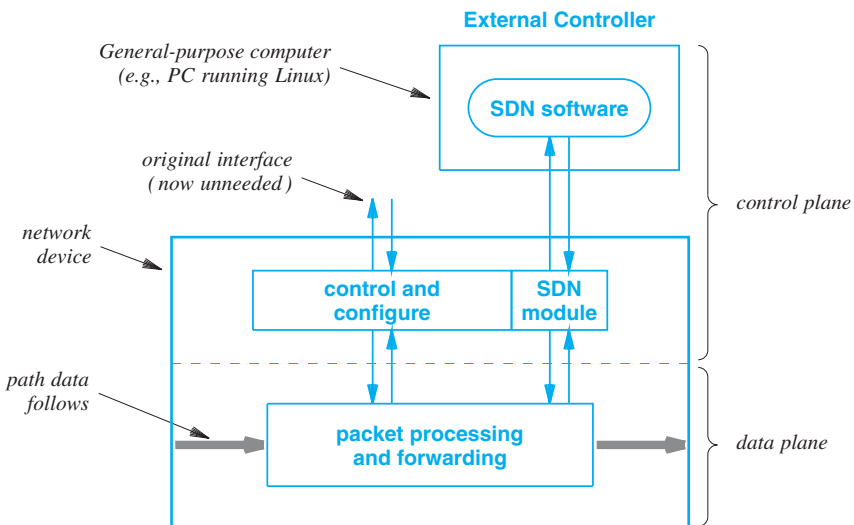 External Controller
General-purpose computer
(e.g., PC running Linux)
SDN software
original interface
(now unneeded)
control plane
network
device
control and
configure
SDN
module
path data
follows
packet processing
and forwarding
data plane